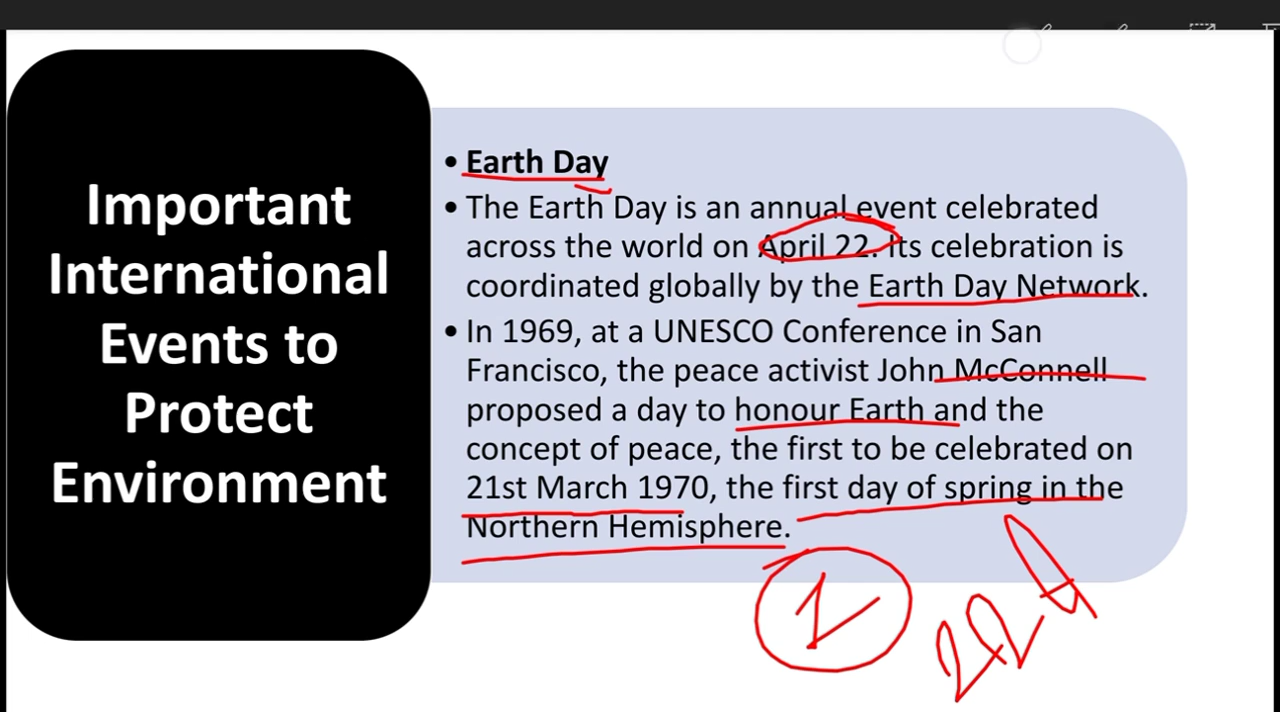 Important
International
Events to
Protect
Environment
• Earth Day
• The Earth Day is an annual event celebrated
across the world on April 22. Its celebration is
coordinated globally by the Earth Day Network.
• In 1969, at a UNESCO Conference in San
Francisco, the peace activist John McConnell
proposed a day to honour Earth and the
concept of peace, the first to be celebrated on
21st March 1970, the first day of spring in the
Northern Hemisphere.
22 A